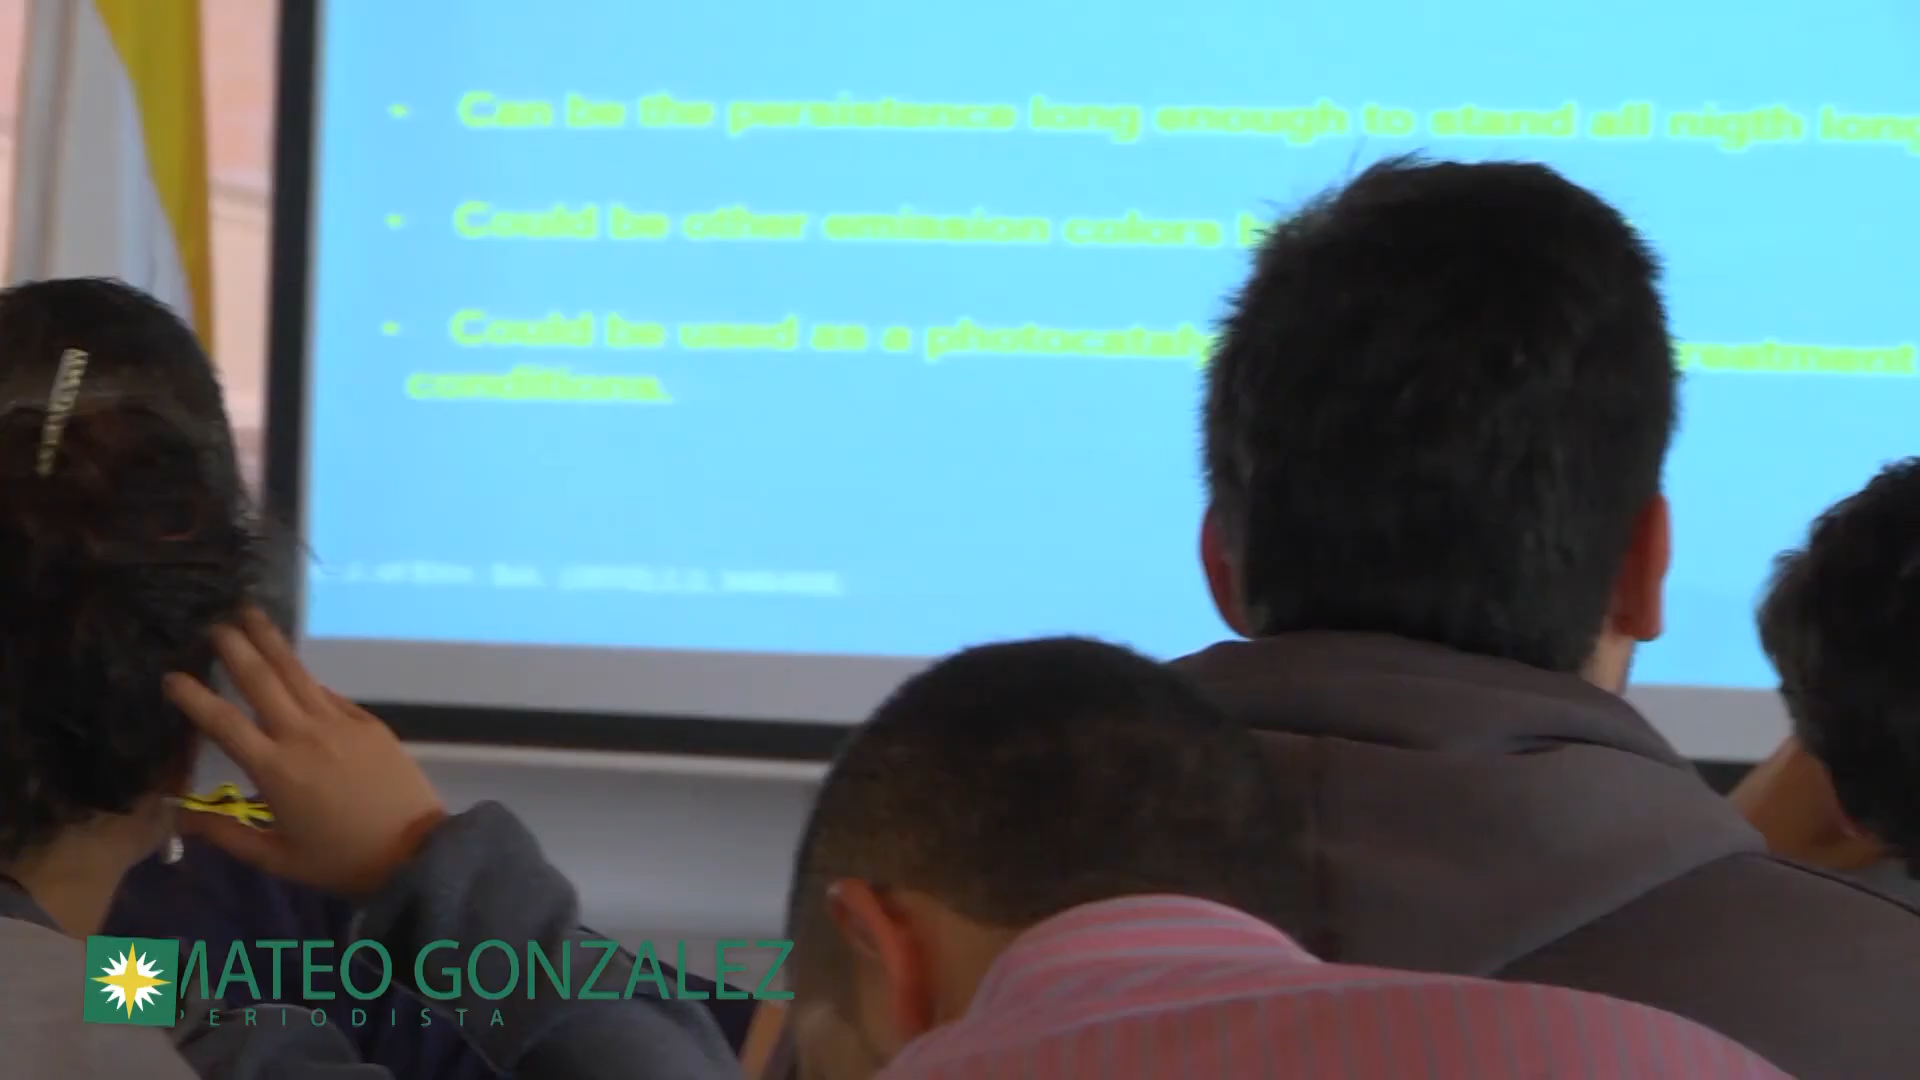 - Can be the persistence long enough to stand all nigth long
- Could be other emission colors
- Could be used as a treatment
conditions.
MATEO GONZALEZ
PERIODISTA